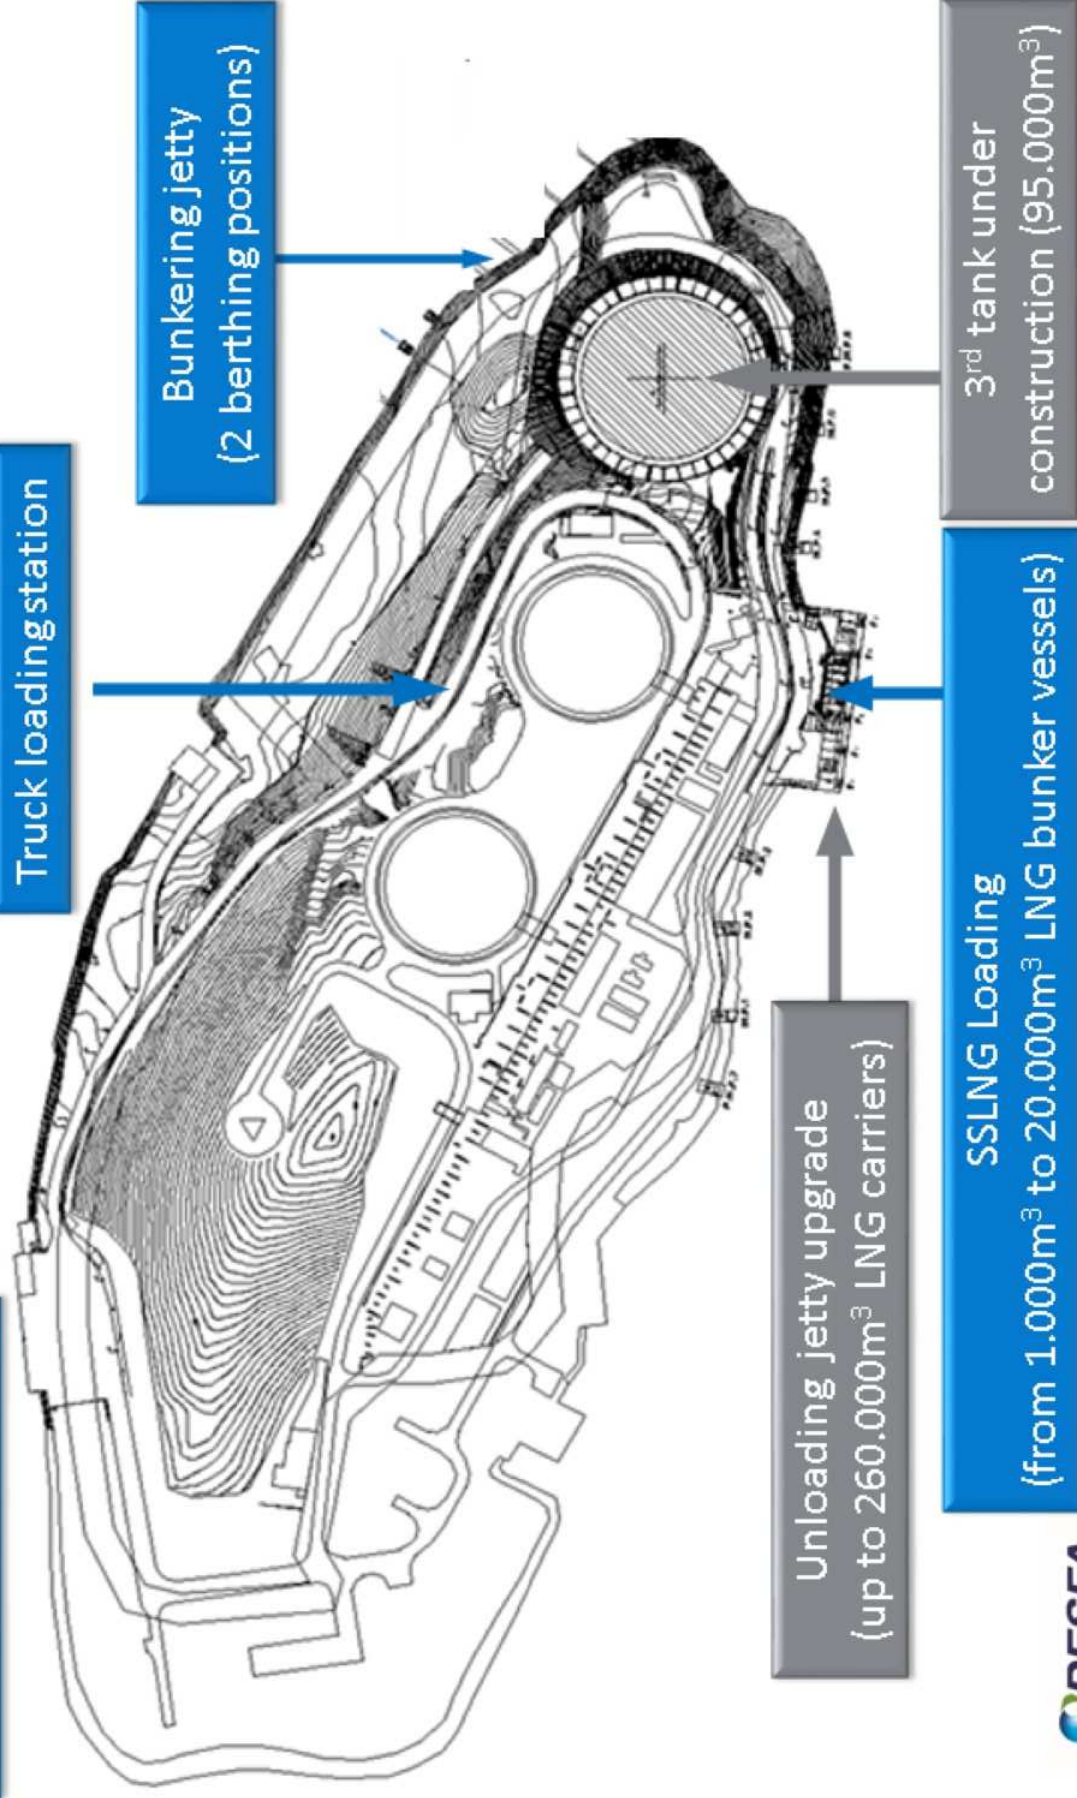 Truck loading station
Bunkering jetty
(2 berthing positions)
Unloading jetty upgrade
(up to 260.000m³ LNG carriers)
SSLNG Loading
(from 1.000m³ to 20.000m³ LNG bunker vessels)
3rd tank under
construction (95.000m³)
DESFA